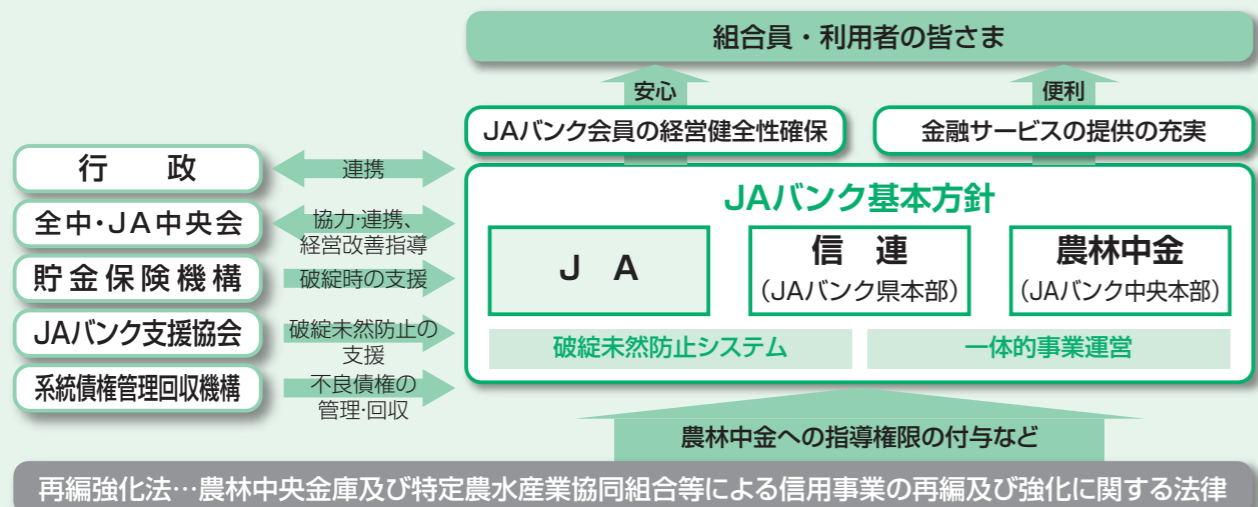 組合員・利用者の皆さま
安心
便利
JAバンク会員の経営健全性確保
金融サービスの提供の充実
行　政
連携
全中・JA中央会
協力・連携、
経営改善指導
貯金保険機構
破綻時の支援
JAバンク支援協会
破綻未然防止の
支援
系統債権管理回収機構
不良債権の
管理・回収
JAバンク基本方針
J A
信　連
（JAバンク県本部）
農林中金
（JAバンク中央本部）
破綻未然防止システム
一体的事業運営
農林中金への指導権限の付与など
再編強化法…農林中央金庫及び特定農水産業協同組合等による信用事業の再編及び強化に関する法律